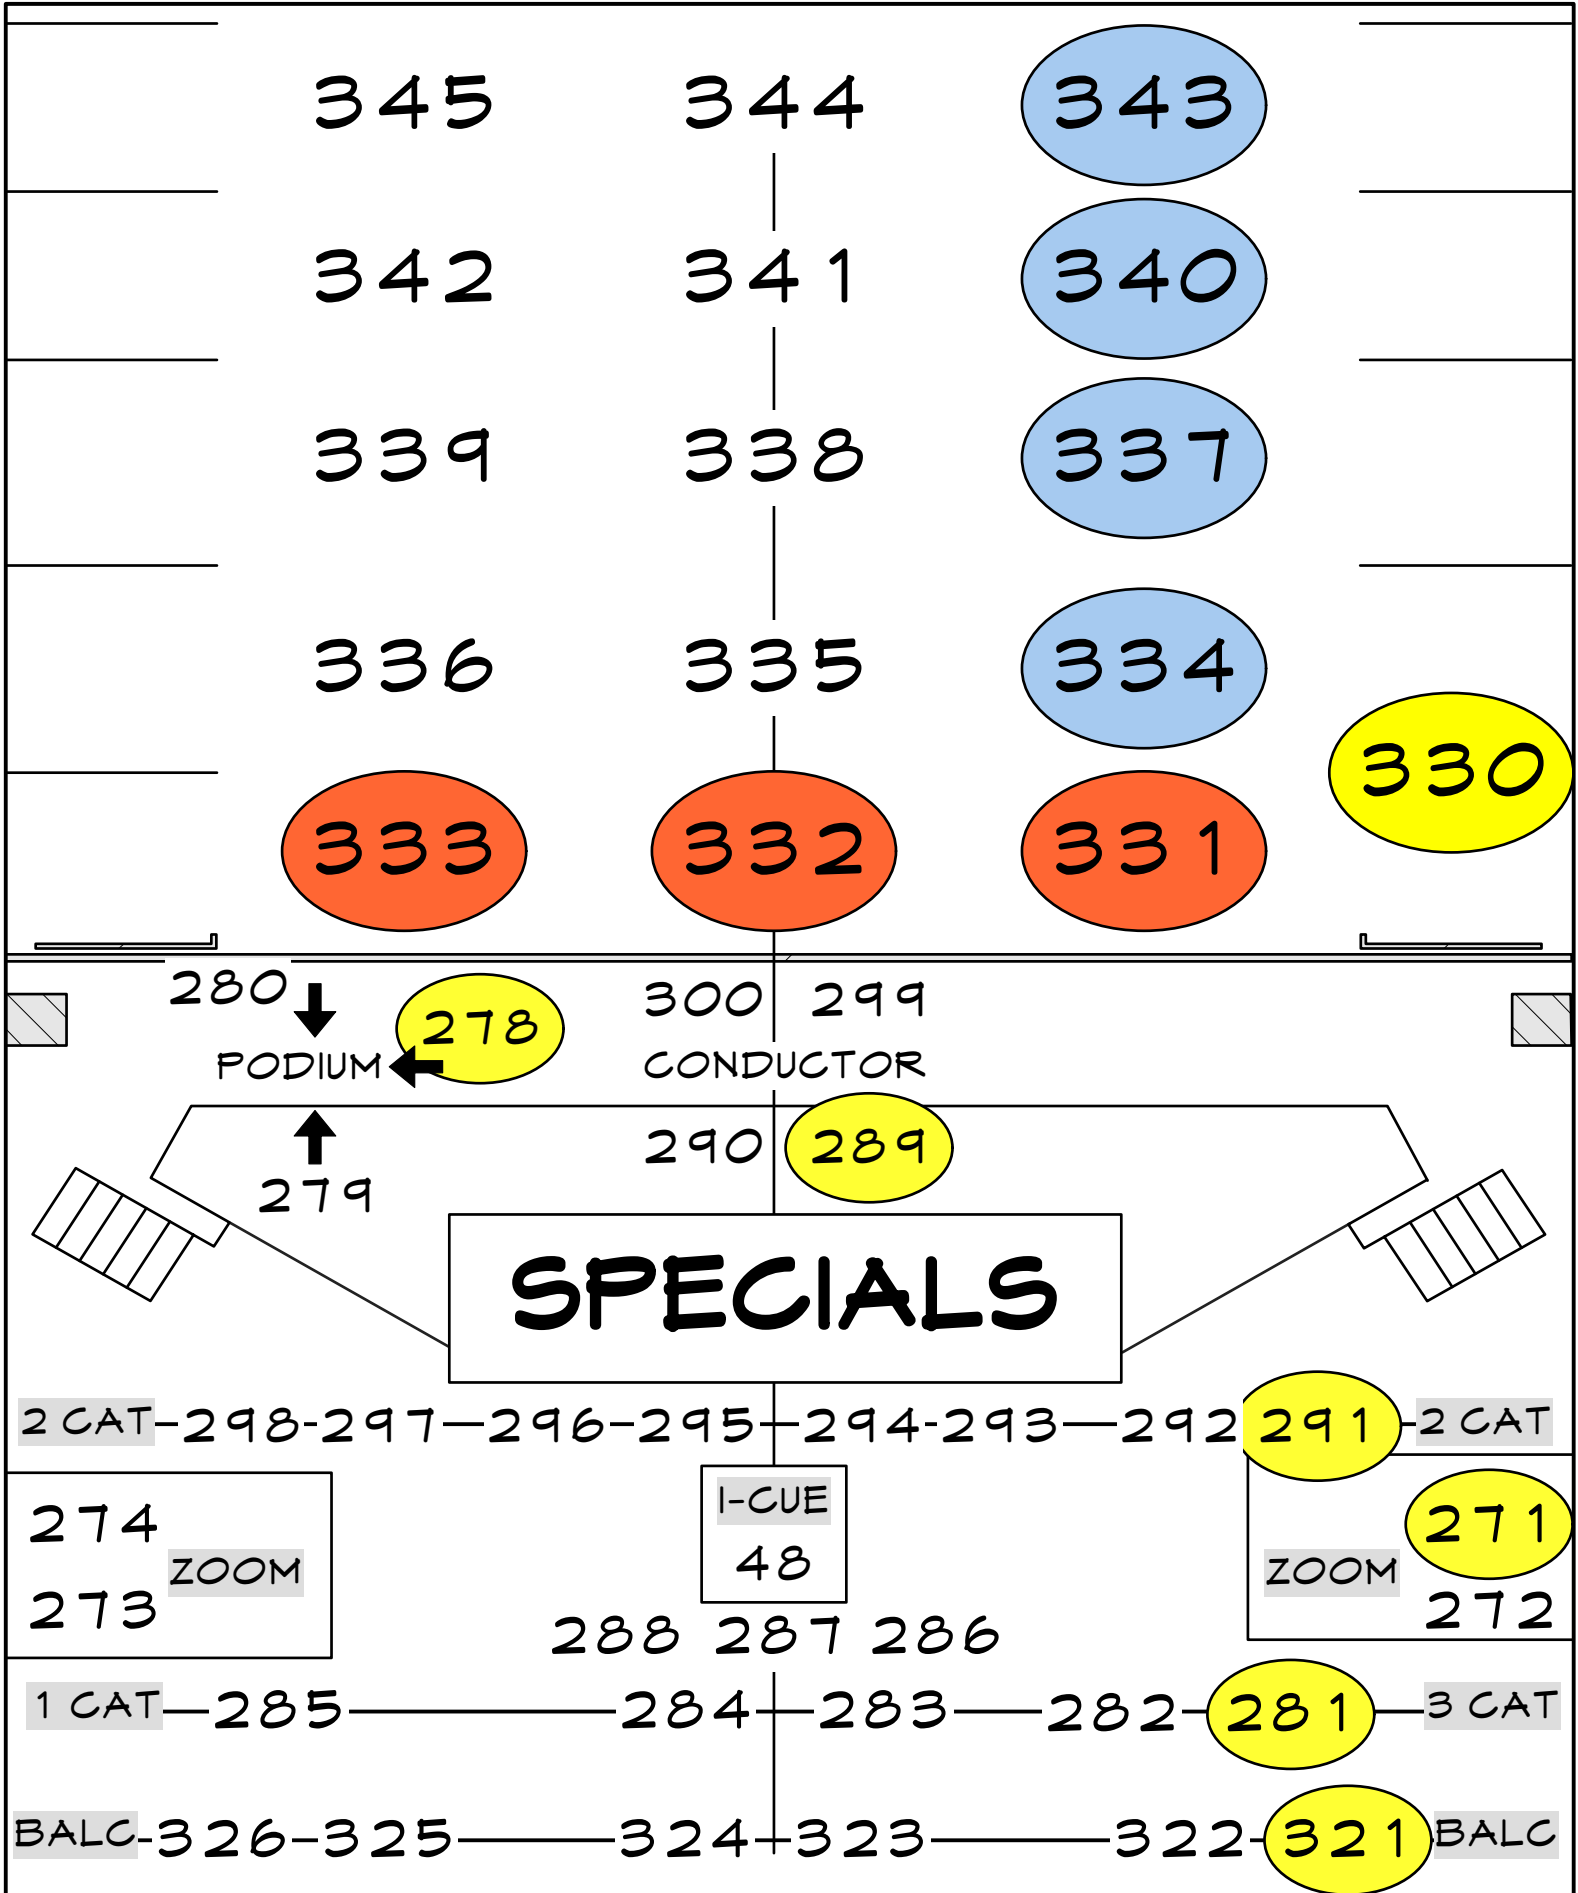 345 344 343
342 341 340
339 338 337
336 335 334
330
333 332 331
280 300 299
278
PODIUM CONDUCTOR
290 289
279
SPECIALS
2 CAT 298 297 296 295 294 293 292 291 2 CAT
I-CUE
274 271
48
ZOOM ZOOM
273 272
288 287 286
1 CAT 285 284 283 282 281 3 CAT
BALC 326 325 324 323 322 321 BALC